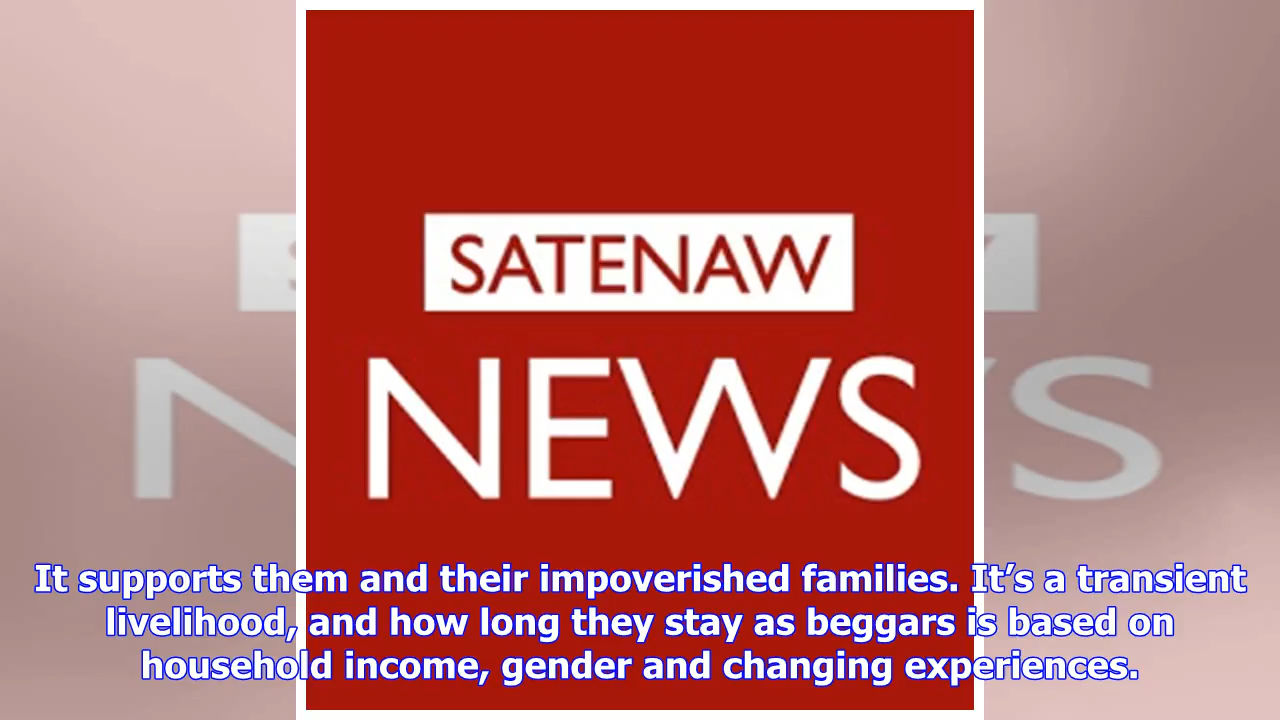 SATENAW
NEWS
It supports them and their impoverished families. It’s a transient
livelihood, and how long they stay as beggars is based on
household income, gender and changing experiences.